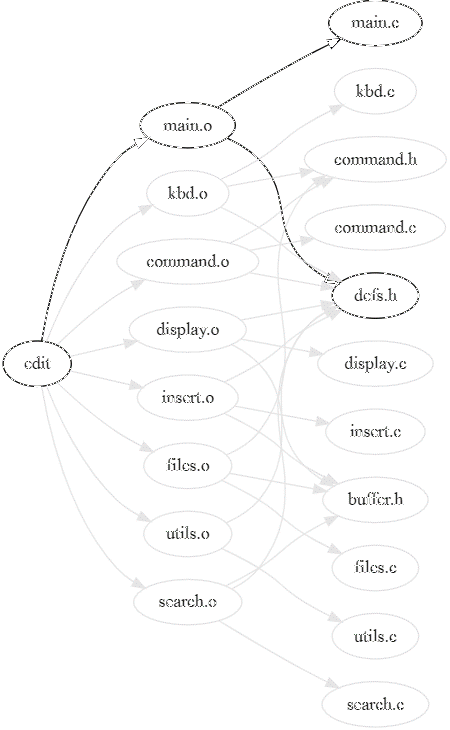 main.c
kbd.c
main.o
command.h
kbd.o
command.c
command.o
defs.h
display.o
edit
display.c
insert.o
insert.c
files.o
buffer.h
utils.o
files.c
search.o
utils.c
search.c